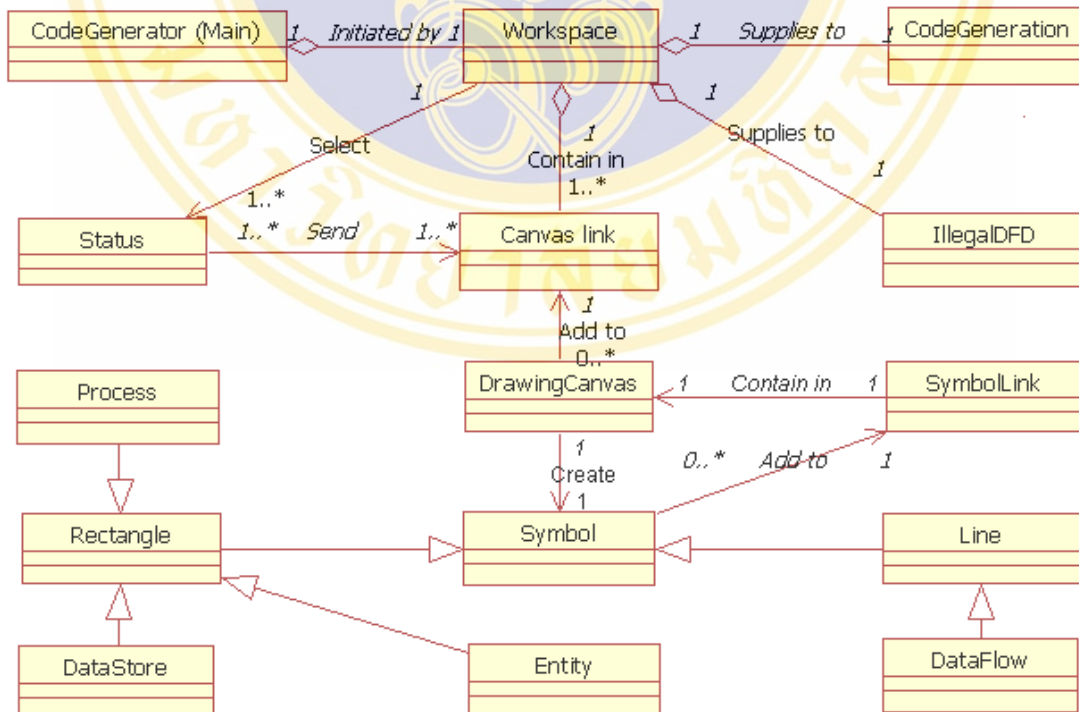 CodeGenerator (Main)
1 Initiated by 1
Workspace
1 Supplies to 1
CodeGeneration
1
Select
1..*
1
Contain in
1..*
1
Supplies to
1
Status
1..* Send 1..*
Canvas link
IllegalDFD
1
Add to
0..*
Process
DrawingCanvas
1 Contain in 1
SymbolLink
1
Create
1
0..* Add to 1
Rectangle
Symbol
Line
DataStore
Entity
DataFlow